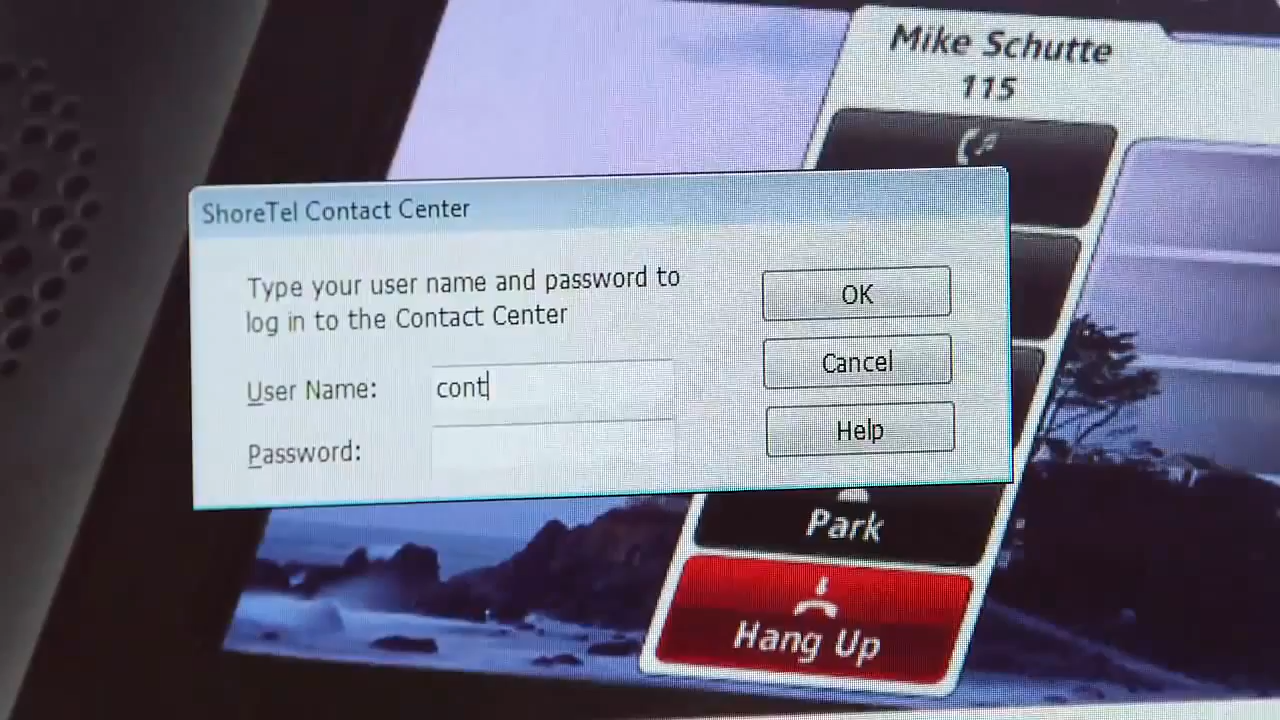 Mike Schutte
115
ShoreTel Contact Center
Type your user name and password to
log in to the Contact Center
User Name: cont
Password:
OK
Cancel
Help
Park
Hang Up